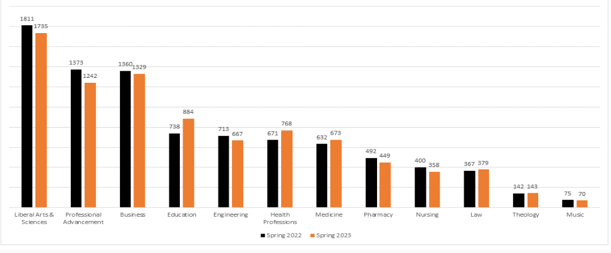 1811
1735
1373
1242
1360
1329
738
884
713
667
671
768
632
673
492
449
400
358
367
379
142
143
75
70
Liberal Arts &
Sciences
Professional
Advancement
Business
Education
Engineering
Health
Professions
Medicine
Pharmacy
Nursing
Law
Theology
Music
Spring 2022
Spring 2023